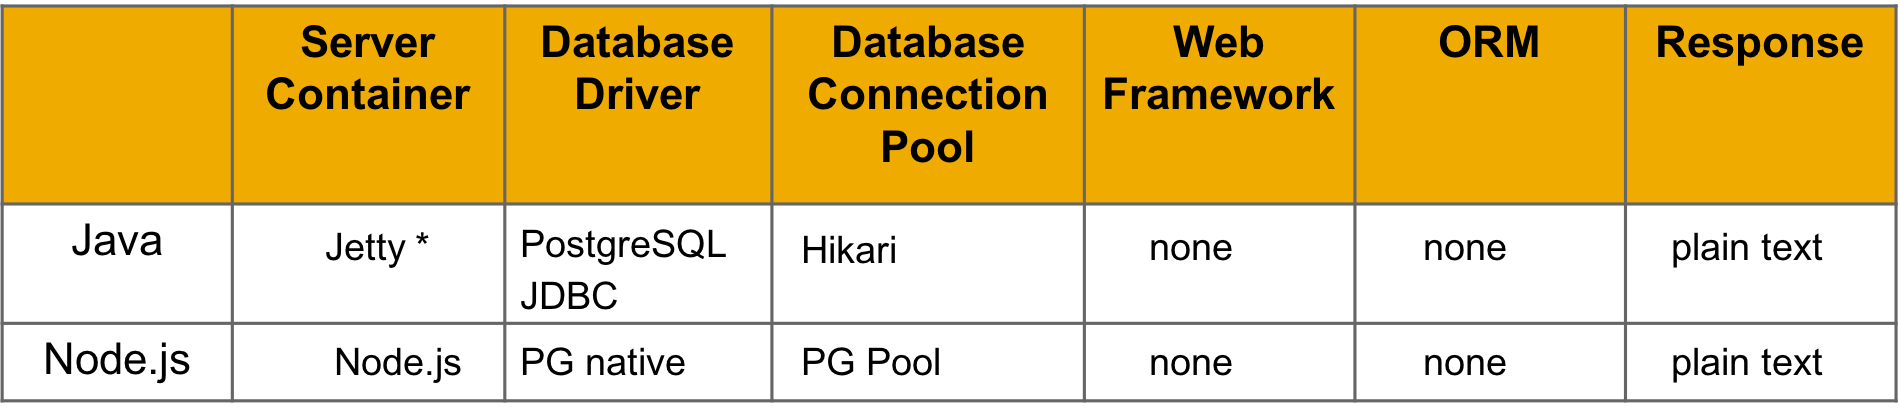 Server Container
Database Driver
Database Connection Pool
Web Framework
ORM
Response
Java
Jetty *
PostgreSQL JDBC
Hikari
none
none
plain text
Node.js
Node.js
PG native
PG Pool
none
none
plain text